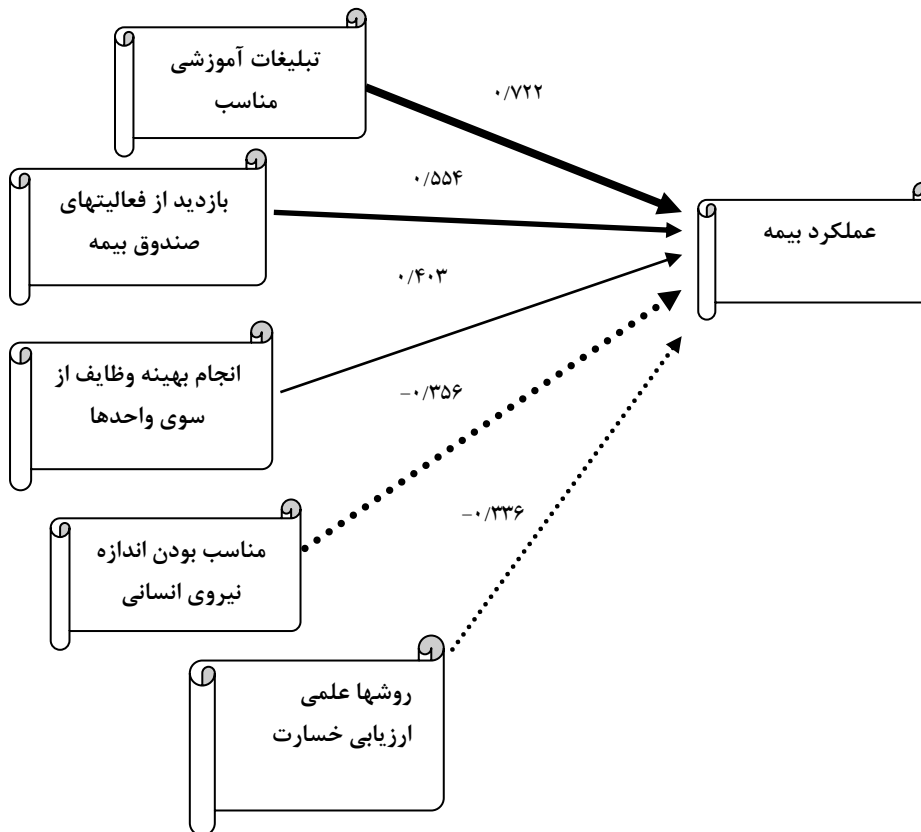 تبلیغات آموزشی
مناسب
۰/۷۲۲
بازدید از فعالیتهای
صندوق بیمه
۰/۵۵۴
عملکرد بیمه
۰/۴۰۳
انجام بهینه وظایف از
سوی واحدها
−۰/۳۵۶
−۰/۳۳۶
مناسب بودن اندازه
نیروی انسانی
روشها علمی
ارزیابی خسارت